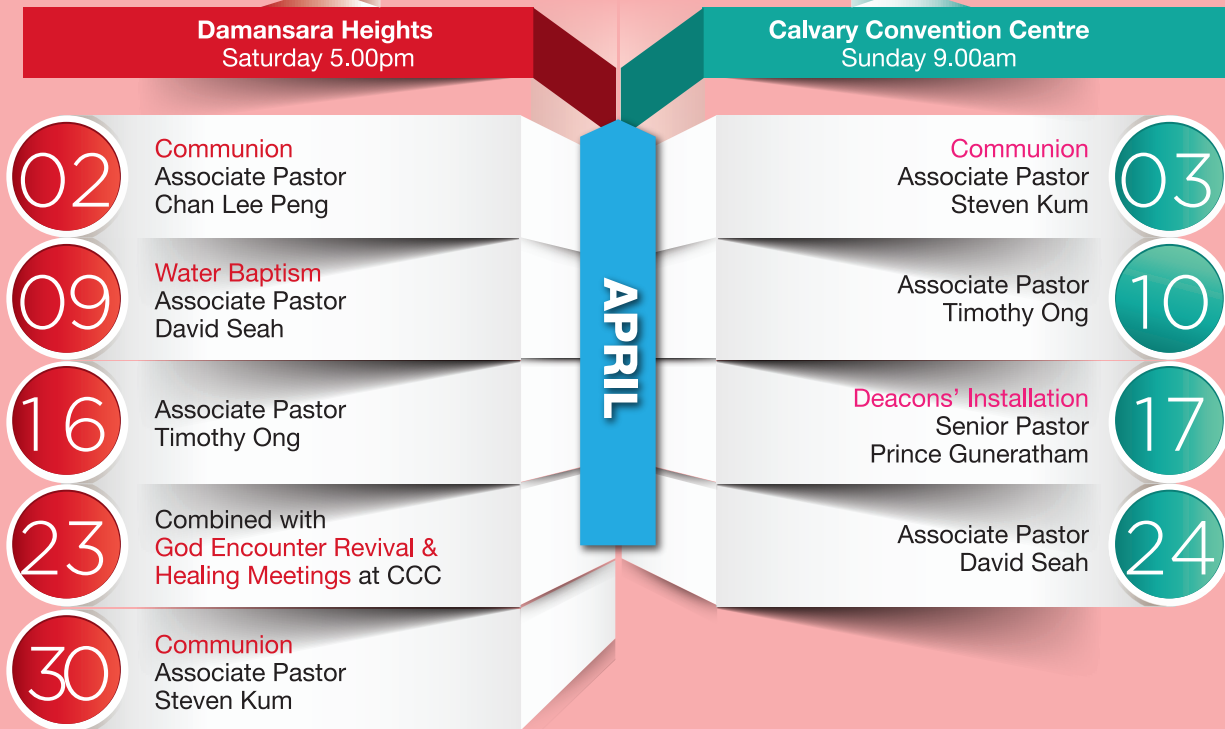 Damansara Heights
Saturday 5.00pm
02
Communion
Associate Pastor
Chan Lee Peng
09
Water Baptism
Associate Pastor
David Seah
16
Associate Pastor
Timothy Ong
23
Combined with
God Encounter Revival &
Healing Meetings at CCC
30
Communion
Associate Pastor
Steven Kum
APRIL
Calvary Convention Centre
Sunday 9.00am
Communion
Associate Pastor
Steven Kum
03
Associate Pastor
Timothy Ong
10
Deacons' Installation
Senior Pastor
Prince Guneratham
17
Associate Pastor
David Seah
24